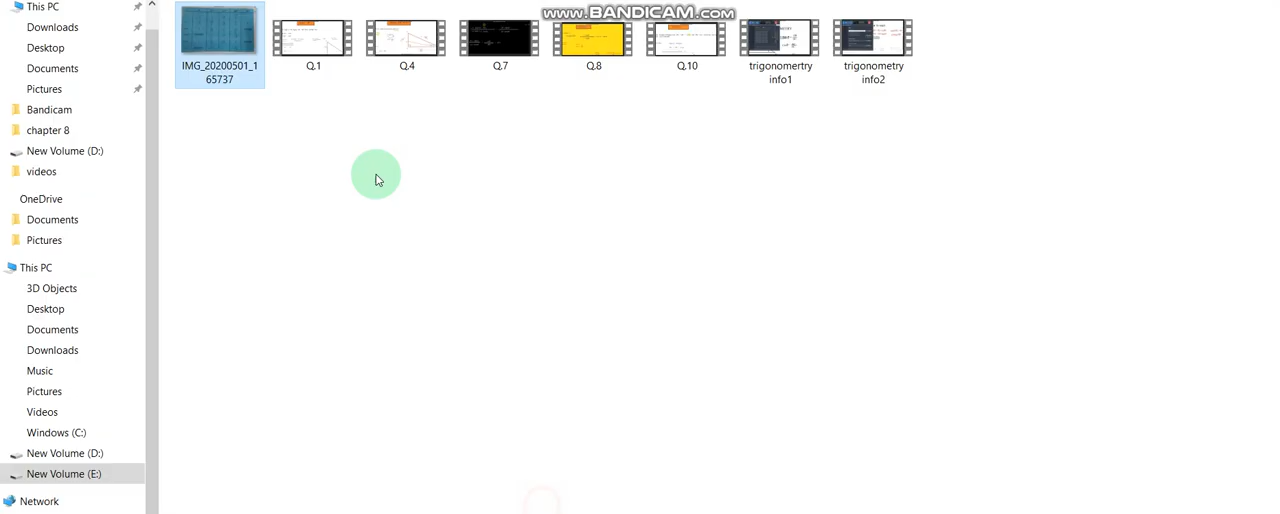 www.BANDICAM.com
This PC
Downloads
Desktop
Documents
Pictures
Bandicam
chapter 8
New Volume (D:)
videos
OneDrive
Documents
Pictures
This PC
3D Objects
Desktop
Documents
Downloads
Music
Pictures
Videos
Windows (C:)
New Volume (D:)
New Volume (E:)
Network
IMG_20200501_1
65737
Q.1
Q.4
Q.7
Q.8
Q.10
trigonomertry
info1
trigonometry
info2